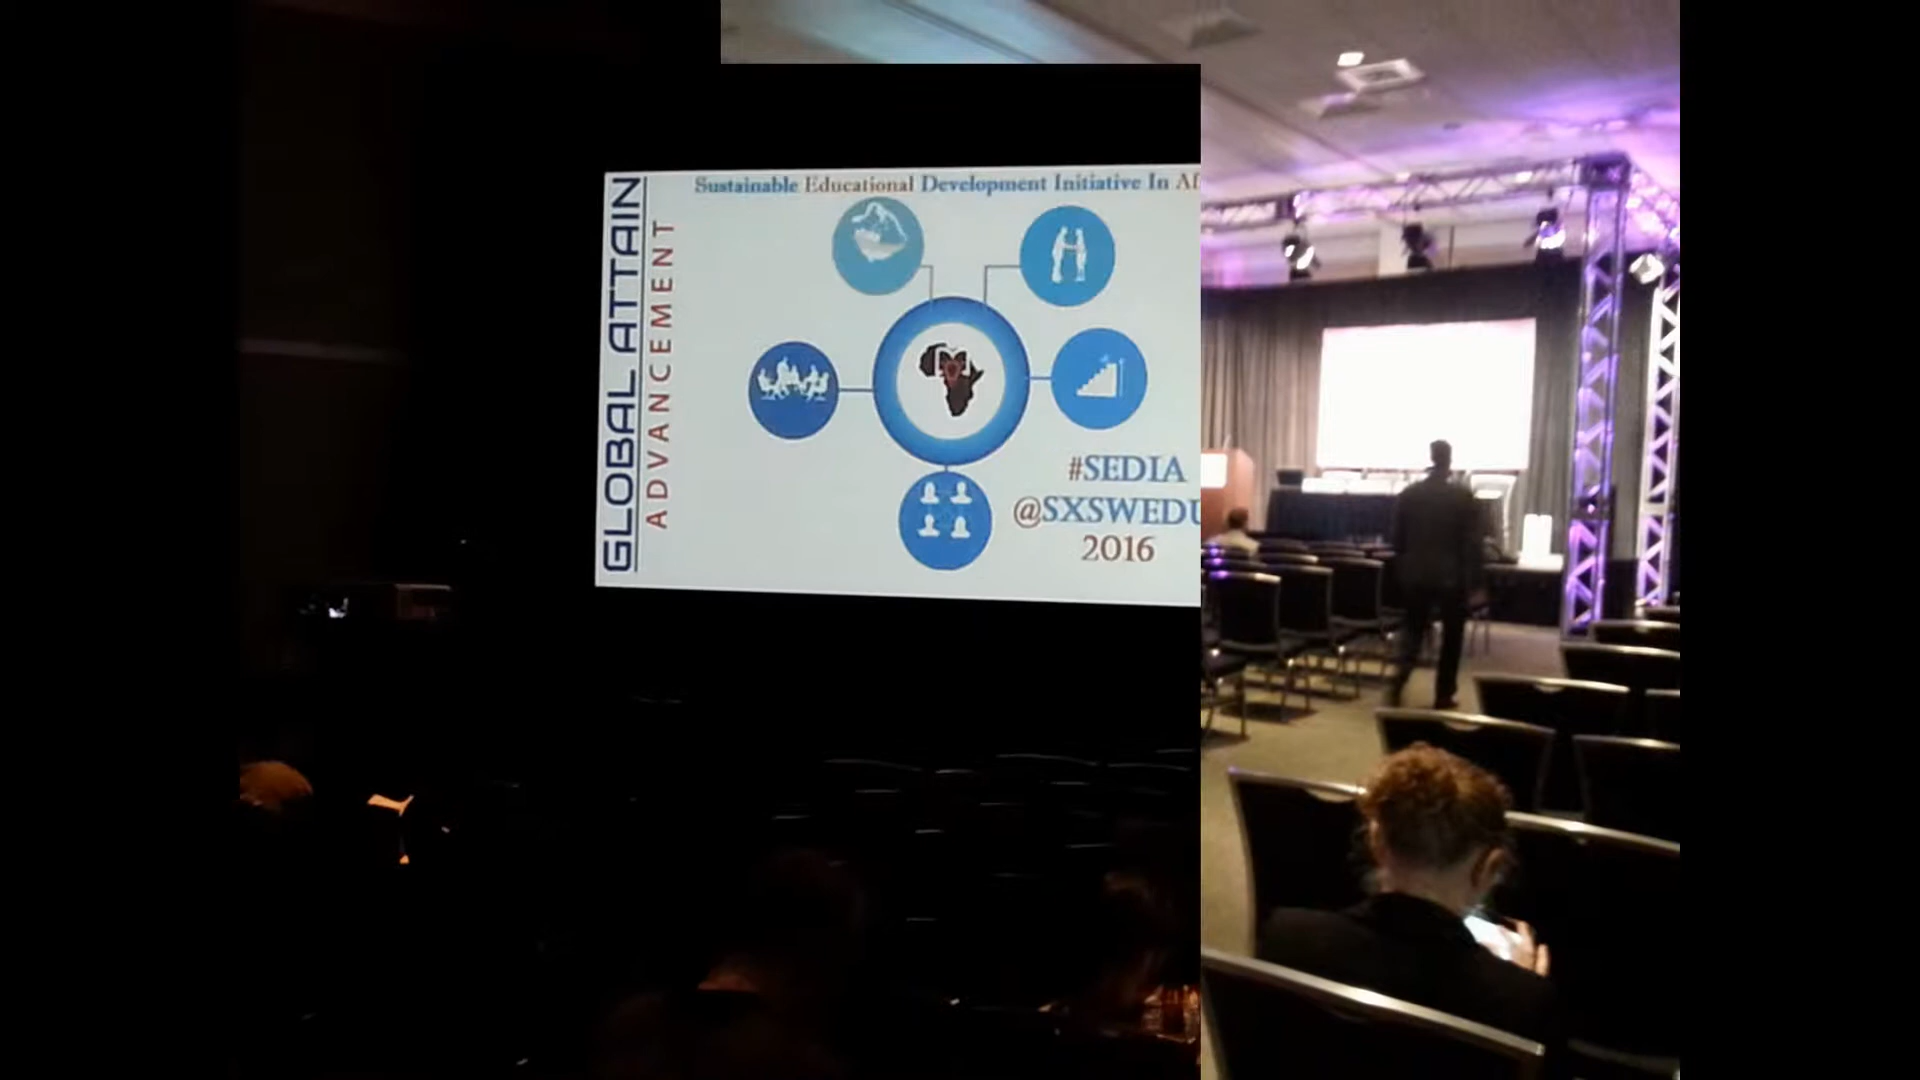 GLOBAL ATTAIN
ADVANCEMENT
Sustainable Educational Development Initiative In Af
#SEDIA
@SXSWEDU
2016